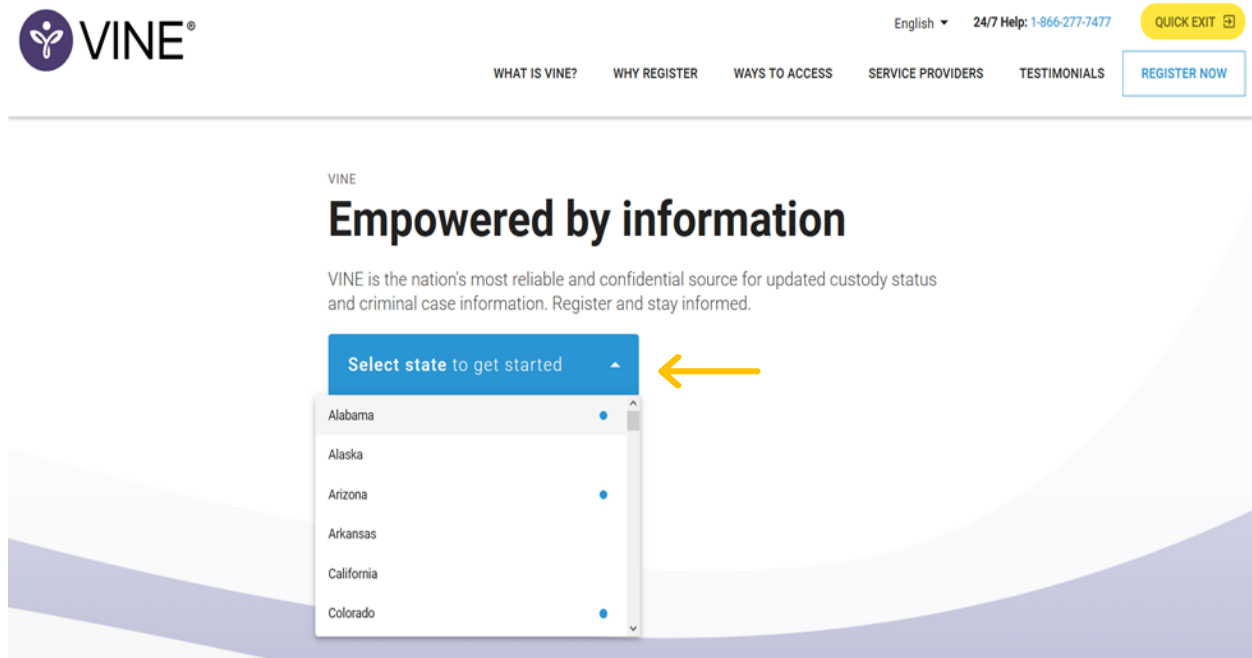 VINE®
English
24/7 Help: 1-866-277-7477
QUICK EXIT
WHAT IS VINE?
WHY REGISTER
WAYS TO ACCESS
SERVICE PROVIDERS
TESTIMONIALS
REGISTER NOW
VINE
Empowered by information
VINE is the nation's most reliable and confidential source for updated custody status
and criminal case information. Register and stay informed.
Select state to get started
Alabama
Alaska
Arizona
Arkansas
California
Colorado